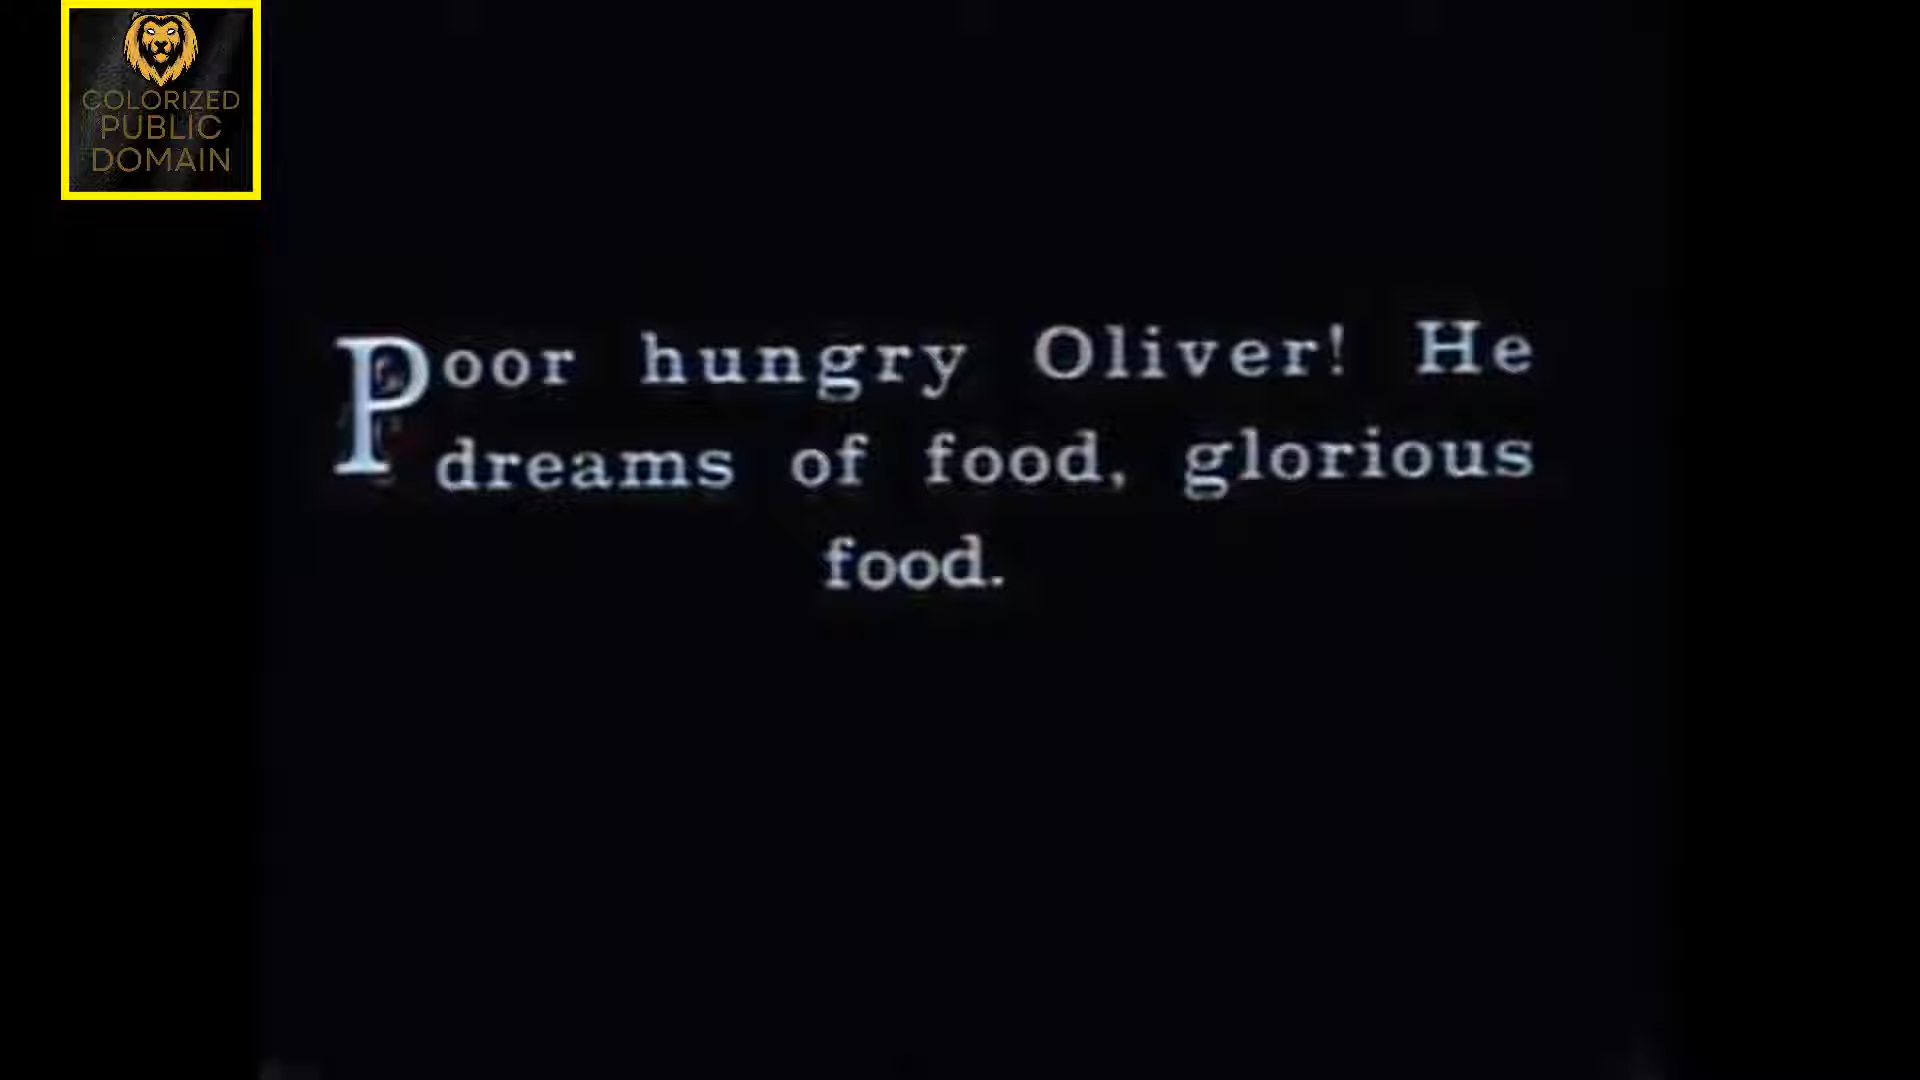 COLORIZED
PUBLIC
DOMAIN
Poor hungry Oliver! He
dreams of food, glorious
food.